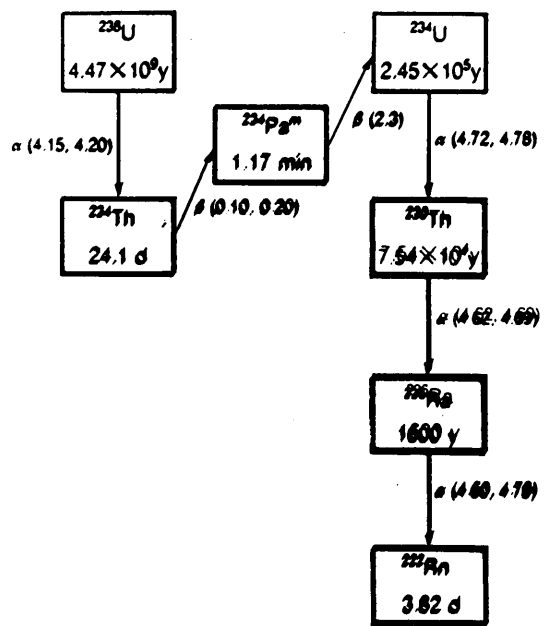 ²³⁸U
4.47×10⁹y
α (4.15, 4.20)
²³⁴Th
24.1 d
β (0.10, 0.20)
²³⁴Paᵐ
1.17 min
β (2.3)
²³⁴U
2.45×10⁵y
α (4.72, 4.78)
²³⁰Th
7.54×10⁴y
α (4.62, 4.69)
²²⁶Ra
1600 y
α (4.60, 4.78)
²²²Rn
3.82 d